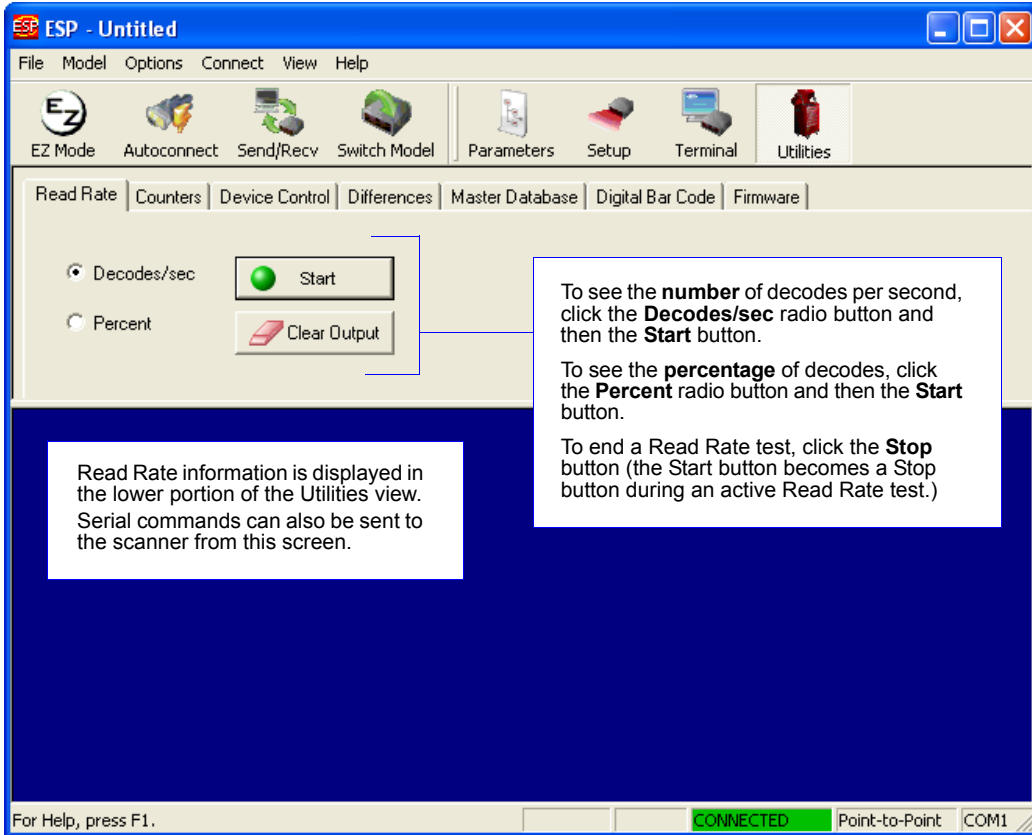 ESP - Untitled
File Model Options Connect View Help
EZ
EZ Mode Autoconnect Send/Recv Switch Model Parameters Setup Terminal Utilities
Read Rate Counters Device Control Differences Master Database Digital Bar Code Firmware
Decodes/sec
Start
Percent
Clear Output
To see the number of decodes per second,
click the Decodes/sec radio button and
then the Start button.
To see the percentage of decodes, click
the Percent radio button and then the Start
button.
To end a Read Rate test, click the Stop
button (the Start button becomes a Stop
button during an active Read Rate test.)
Read Rate information is displayed in
the lower portion of the Utilities view.
Serial commands can also be sent to
the scanner from this screen.
For Help, press F1. CONNECTED Point-to-Point COM1